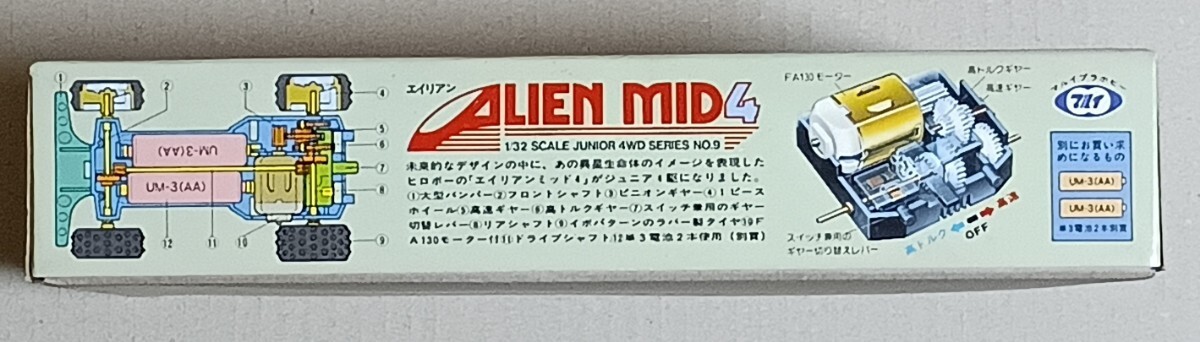 ① ② ③ ④ ⑤ ⑥ ⑦ ⑧ ⑨ ⑩ ⑪ ⑫
UM-3(AA)
UM-3(AA)
エイリアン
ALIEN MID4
1/32 SCALE JUNIOR 4WD SERIES NO.9
未来的なデザインの中に、あの異星生命体のイメージを表現した
ヒロボーの「エイリアンミッド4」がジュニア4駆になりました。
①大型バンパー②フロントシャフト③ピニオンギヤー④1ピース
ホイール⑤高速ギヤー⑥高トルクギヤー⑦スイッチ兼用のギヤー
切替レバー⑧リアシャフト⑨イボパターンのラバー製タイヤ⑩F
A130モーター付⑪ドライブシャフト⑫単3電池2本使用(別買)
FA130モーター
高トルクギヤー
高速ギヤー
スイッチ兼用の
ギヤー切り替えレバー
高トルク
OFF
高速
マルイ
別にお買い求
めになるもの
UM-3(AA)
UM-3(AA)
単3電池2本別買